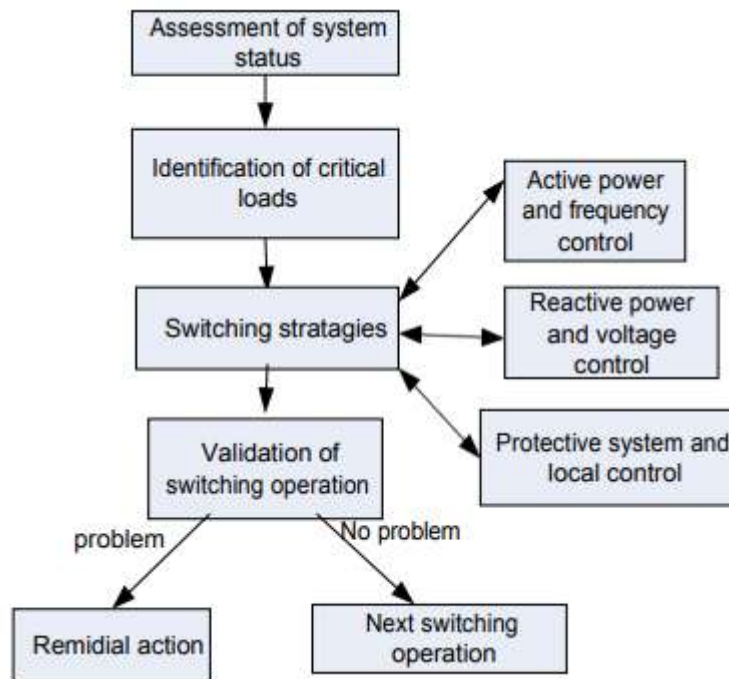 Assessment of system
status
Identification of critical
loads
Active power
and frequency
control
Switching stratagies
Reactive power
and voltage
control
Validation of
switching operation
Protective system and
local control
problem
No problem
Remidial action
Next switching
operation